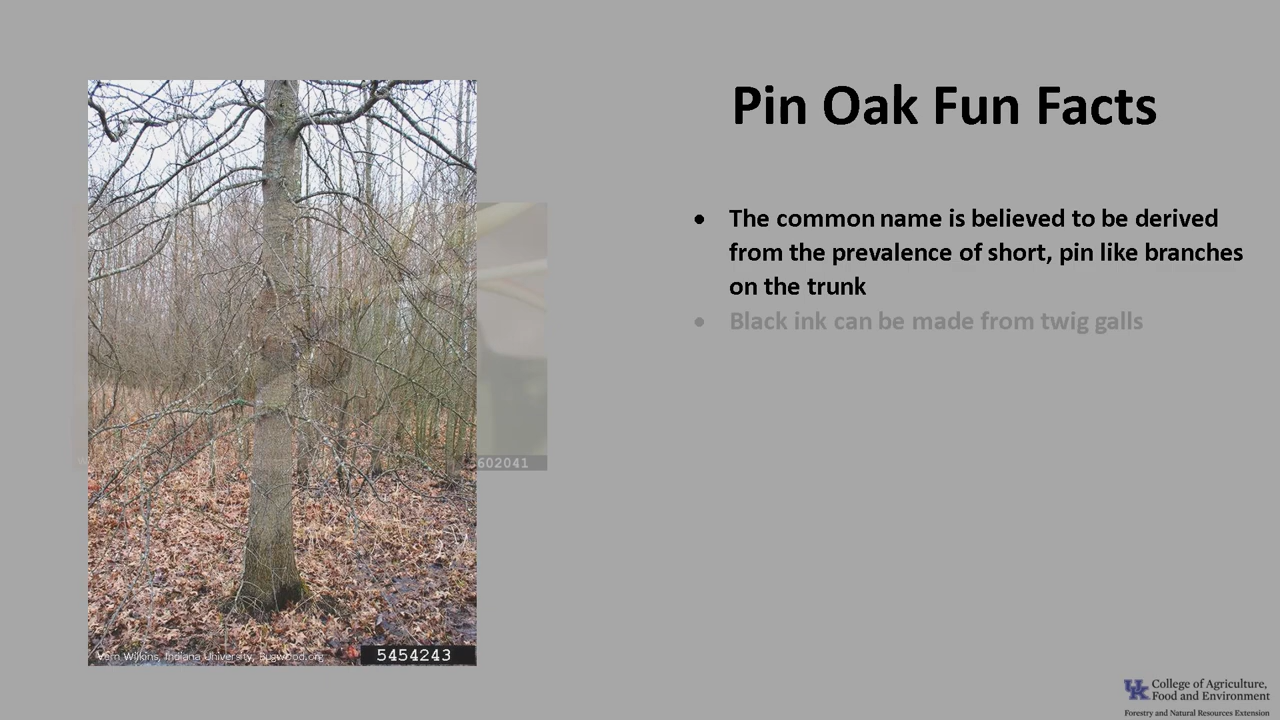 Pin Oak Fun Facts
• The common name is believed to be derived
from the prevalence of short, pin like branches
on the trunk
• Black ink can be made from twig galls
602041
Vern Wilkins, Indiana University, Bugwood.org
5454243
UK College of Agriculture,
Food and Environment
Forestry and Natural Resources Extension